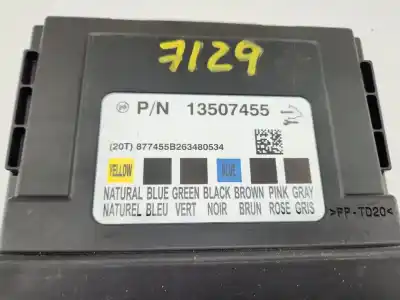 7129
P/N 13507455
(20T) 877455B263480534
YELLOW BLUE
NATURAL BLUE GREEN BLACK BROWN PINK GRAY
NATUREL BLEU VERT NOIR BRUN ROSE GRIS
>PP-TD20<